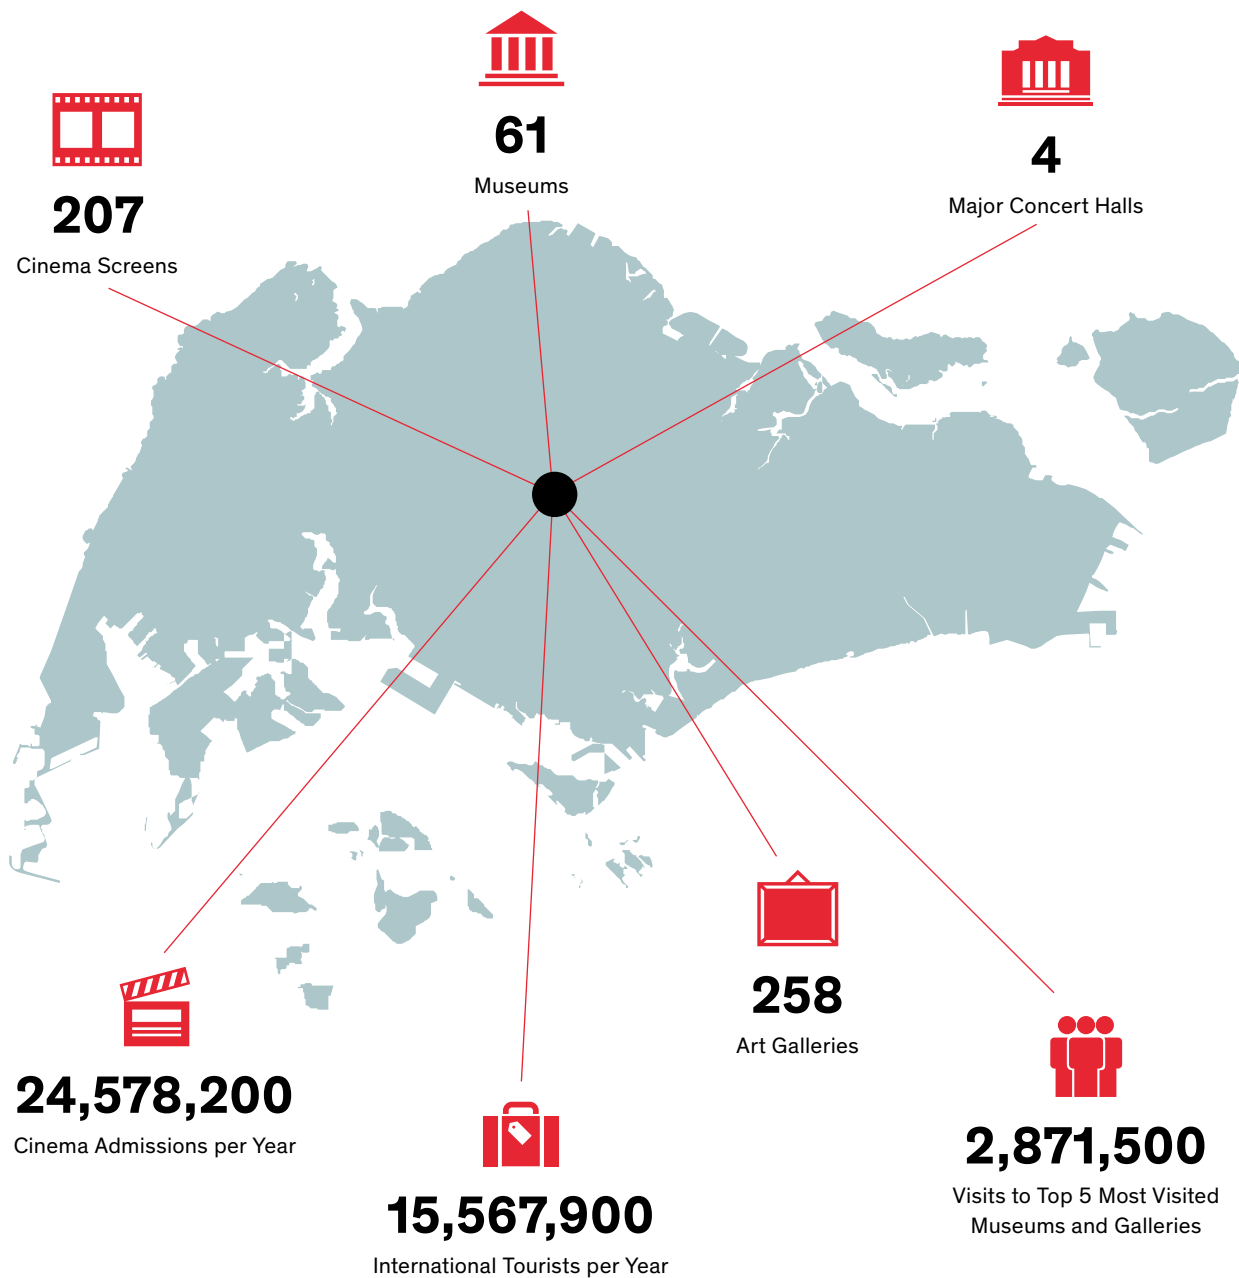 61
Museums
4
Major Concert Halls
207
Cinema Screens
258
Art Galleries
24,578,200
Cinema Admissions per Year
2,871,500
Visits to Top 5 Most Visited
Museums and Galleries
15,567,900
International Tourists per Year